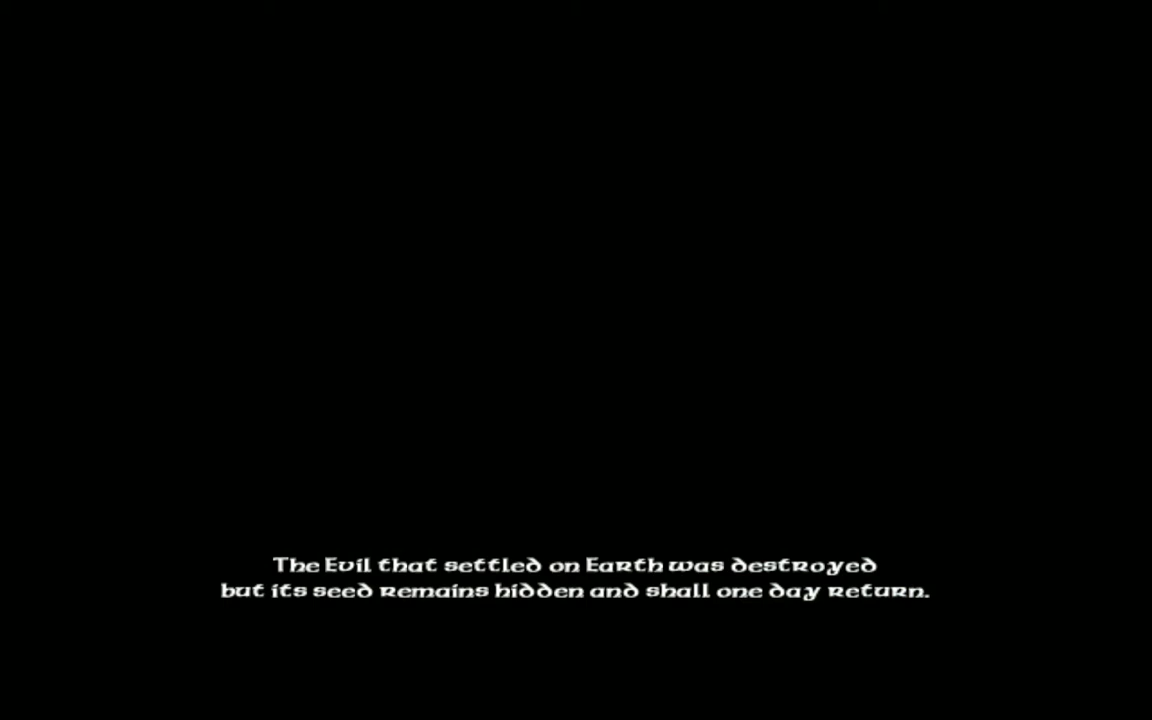 The Evil that settled on Earth was destroyed
but its seed remains hidden and shall one day return.